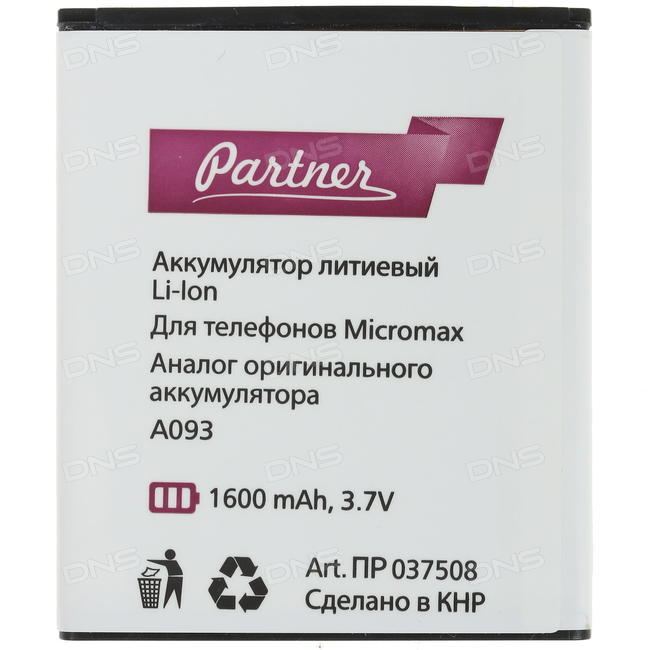 Partner
Аккумулятор литиевый
Li-Ion
Для телефонов Micromax
Аналог оригинального
аккумулятора
A093
1600 mAh, 3.7V
Art. ПР 037508
Сделано в КНР
DNS